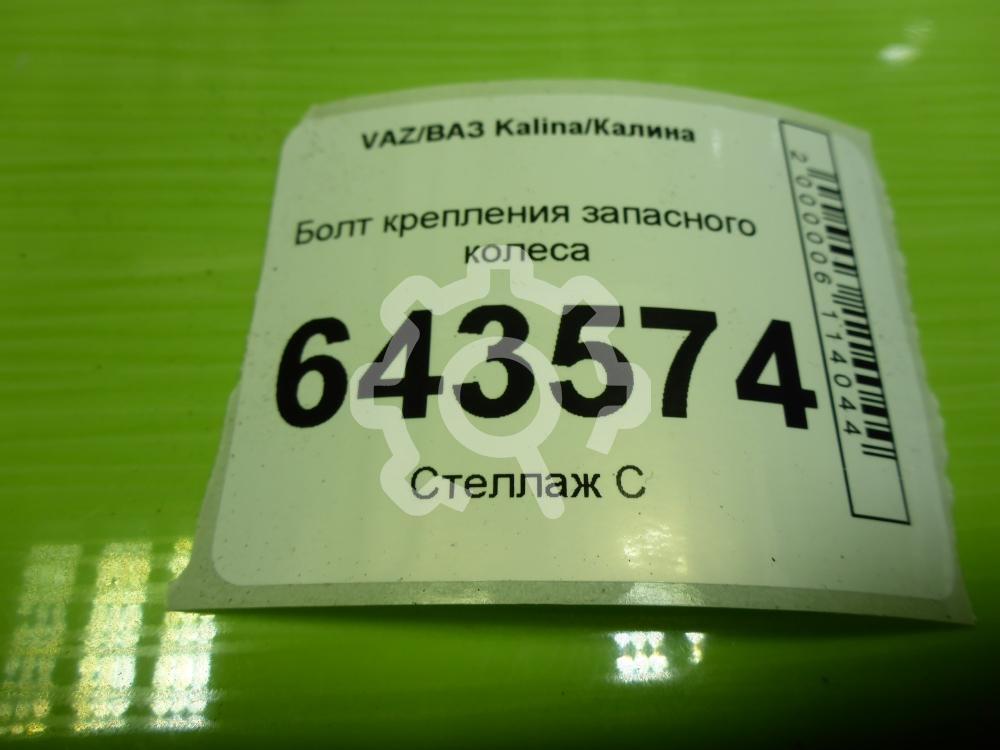 VAZ/ВАЗ Kalina/Калина
Болт крепления запасного
колеса
643574
Стеллаж С
2000006114044